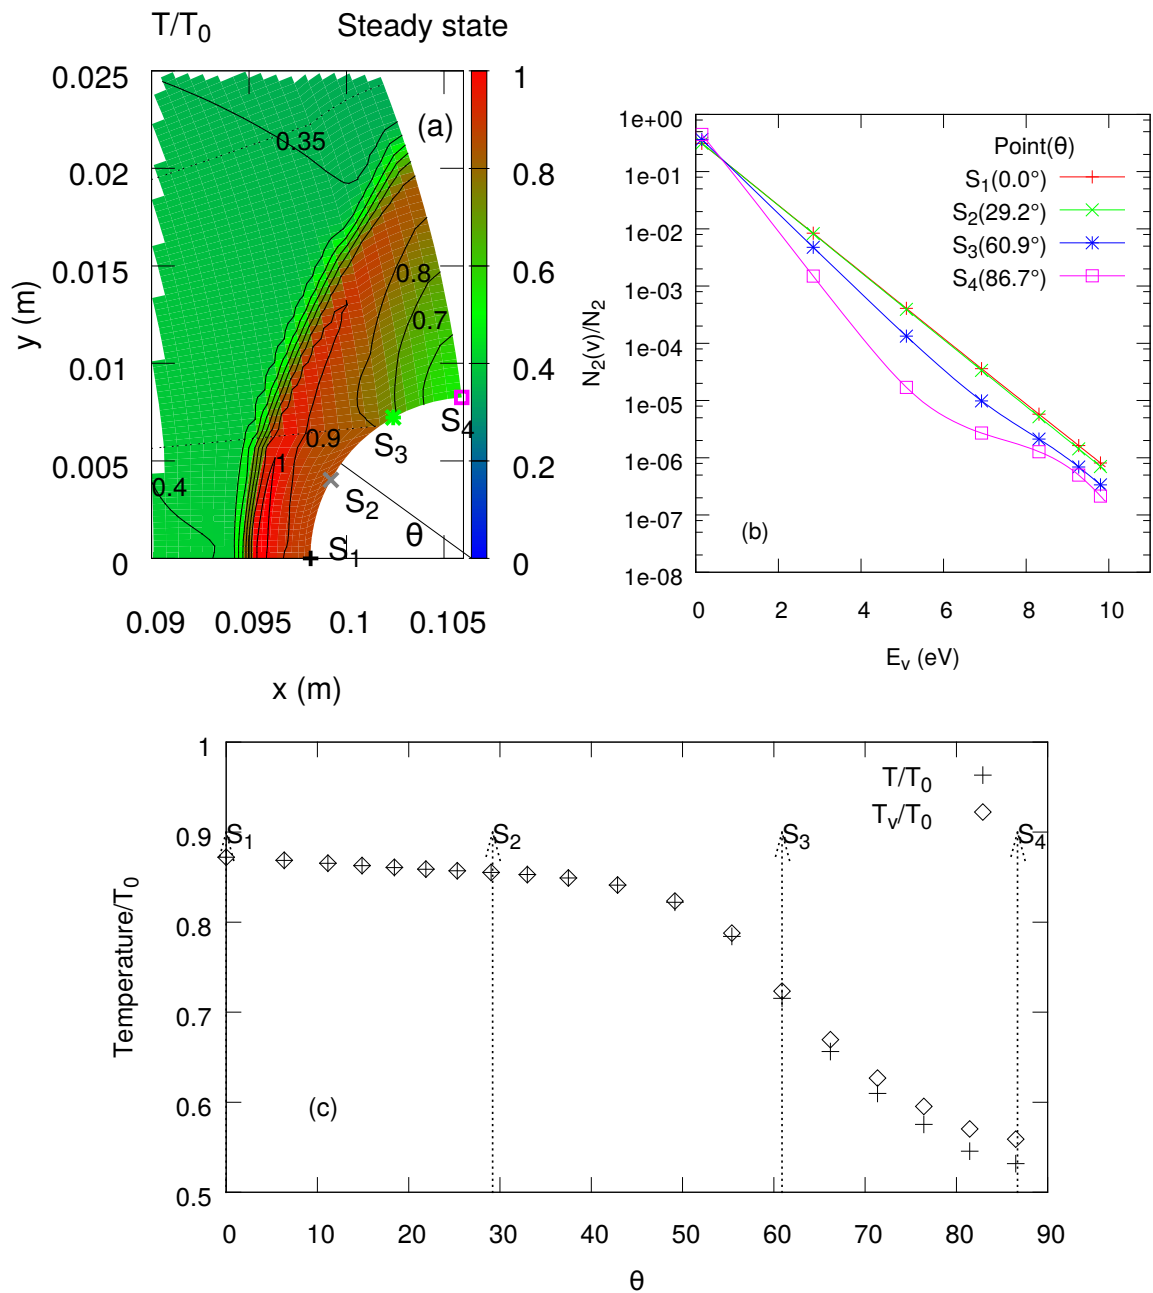 T/T0
Steady state
0.025
0.02
0.015
0.01
0.005
0
y (m)
(a)
0.35
0.8
0.7
0.9
1
0.4
S1
S2
S3
S4
θ
1
0.8
0.6
0.4
0.2
0
0.09
0.095
0.1
0.105
x (m)
1e+00
1e-01
1e-02
1e-03
1e-04
1e-05
1e-06
1e-07
1e-08
N2(v)/N2
Point(θ)
S1(0.0°)
S2(29.2°)
S3(60.9°)
S4(86.7°)
(b)
0
2
4
6
8
10
Ev (eV)
1
0.9
0.8
0.7
0.6
0.5
Temperature/T0
T/T0
Tv/T0
S1
S2
S3
S4
(c)
0
10
20
30
40
50
60
70
80
90
θ